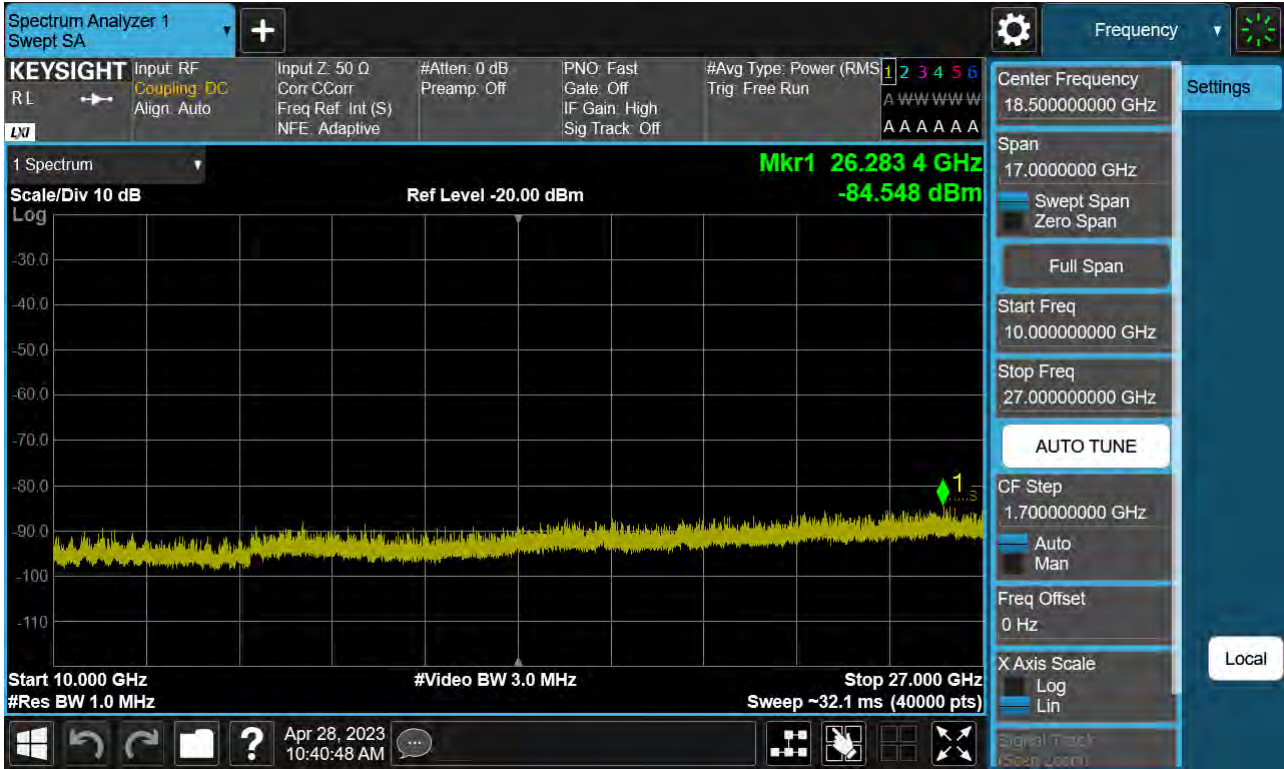 Spectrum Analyzer 1
Swept SA
+
Frequency
KEYSIGHT
R L
LXI
Input: RF
Coupling: DC
Align: Auto
Input Z: 50 Ω
Corr CCorr
Freq Ref: Int (S)
NFE: Adaptive
#Atten: 0 dB
Preamp: Off
PNO: Fast
Gate: Off
IF Gain: High
Sig Track: Off
#Avg Type: Power (RMS
Trig: Free Run
1 2 3 4 5 6
A W W W W W
A A A A A A
1 Spectrum
Scale/Div 10 dB
Log
Ref Level -20.00 dBm
Mkr1 26.283 4 GHz
-84.548 dBm
-30.0
-40.0
-50.0
-60.0
-70.0
-80.0
-90.0
-100
-110
1
Start 10.000 GHz
#Res BW 1.0 MHz
#Video BW 3.0 MHz
Stop 27.000 GHz
Sweep ~32.1 ms (40000 pts)
Center Frequency
18.500000000 GHz
Span
17.0000000 GHz
Swept Span
Zero Span
Full Span
Start Freq
10.000000000 GHz
Stop Freq
27.000000000 GHz
AUTO TUNE
CF Step
1.700000000 GHz
Auto
Man
Freq Offset
0 Hz
X Axis Scale
Log
Lin
Signal Track
(Span Zoom)
Settings
Local
?
Apr 28, 2023
10:40:48 AM